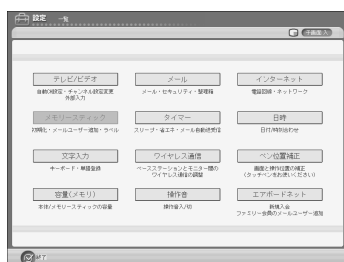 設定 一覧
子画面入
テレビ/ビデオ
自動CH設定・チャンネル設定変更
外部入力
メール
メール・セキュリティ・整理箱
インターネット
電話回線・ネットワーク
メモリースティック
初期化・メールユーザー追加・ラベル
タイマー
スリープ・省エネ・メール自動送受信
日時
日付/時刻合わせ
文字入力
キーボード・単語登録
ワイヤレス通信
ベースステーションとモニター間の
ワイヤレス通信の調整
ペン位置補正
画面と操作位置の補正
(タッチペンをお使いください)
容量(メモリ)
本体/メモリースティックの容量
操作音
操作音入/切
エアボードネット
新規入会
ファミリー会員のメールユーザー追加
終了